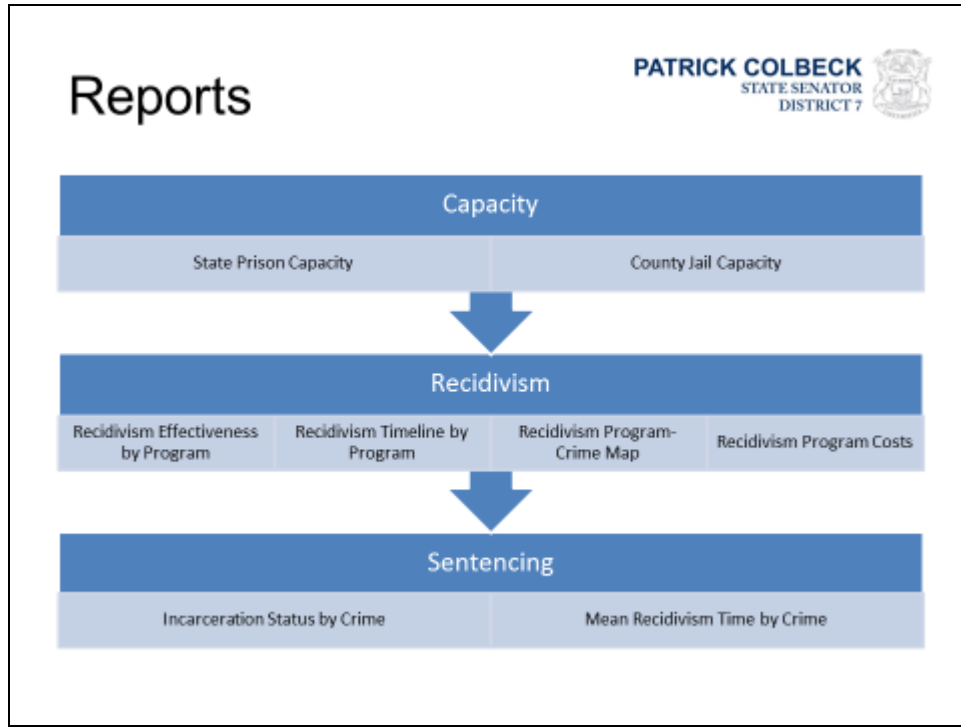 Reports
PATRICK COLBECK
STATE SENATOR
DISTRICT 7
Capacity
State Prison Capacity
County Jail Capacity
Recidivism
Recidivism Effectiveness
by Program
Recidivism Timeline by
Program
Recidivism Program-
Crime Map
Recidivism Program Costs
Sentencing
Incarceration Status by Crime
Mean Recidivism Time by Crime